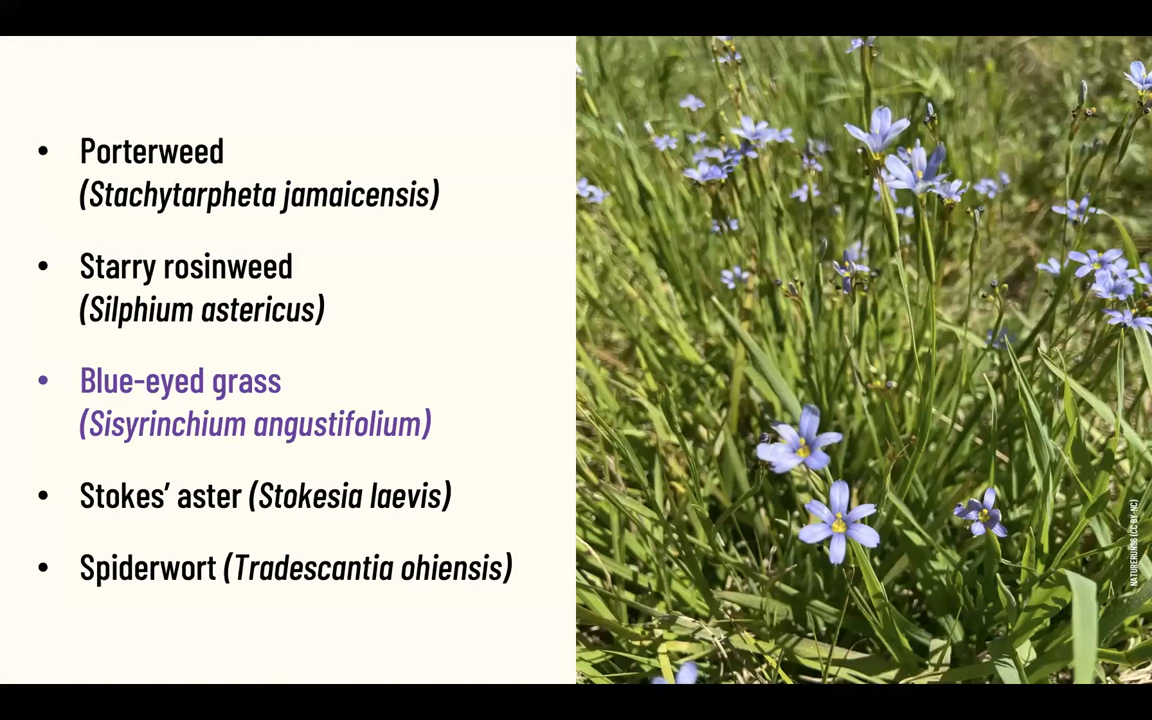 • Porterweed
(Stachytarpheta jamaicensis)
• Starry rosinweed
(Silphium astericus)
• Blue-eyed grass
(Sisyrinchium angustifolium)
• Stokes’ aster (Stokesia laevis)
• Spiderwort (Tradescantia ohiensis)